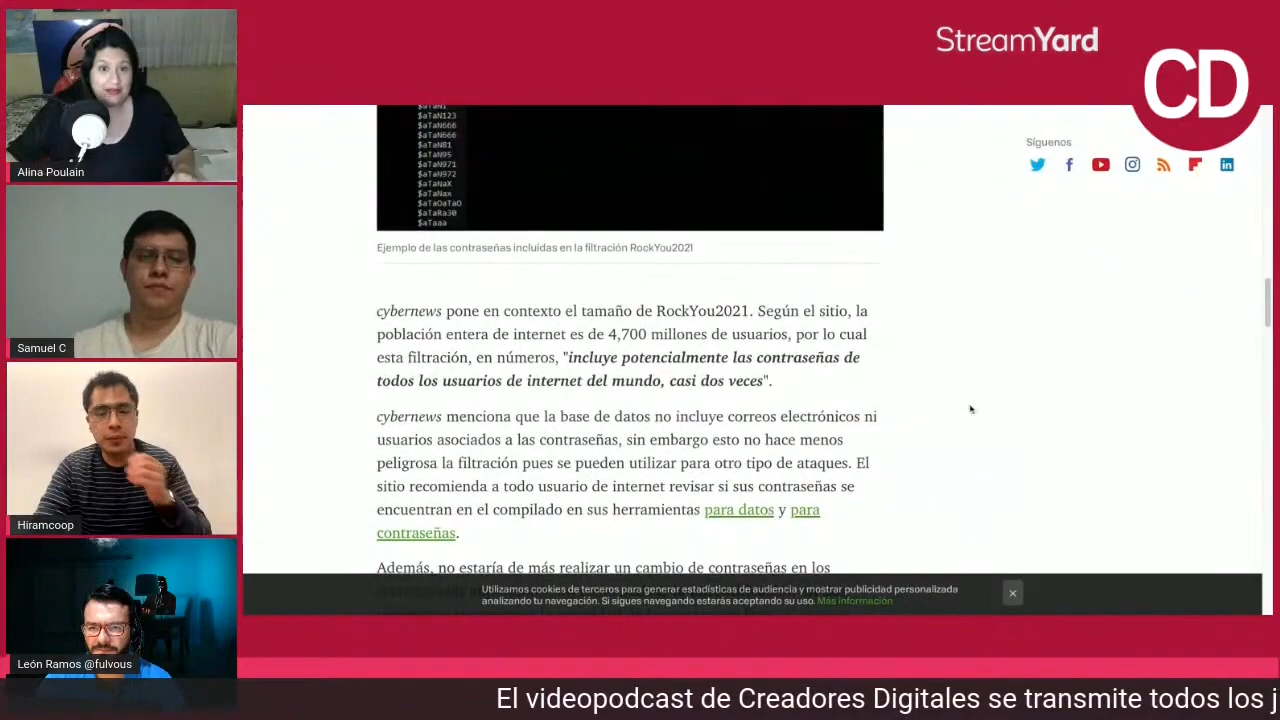 StreamYard
CD
Alina Poulain
Samuel C
Hiramcoop
León Ramos @fulvous
$aTaN123
$aTaN666
$aTaN666
$aTaN81
$aTaN95
$aTaN971
$aTaN972
$aTaNaX
$aTaNax
$aTaOaTaO
$aTaRa30
$aTaaa
Ejemplo de las contraseñas incluidas en la filtración RockYou2021
Síguenos
cybernews pone en contexto el tamaño de RockYou2021. Según el sitio, la
población entera de internet es de 4,700 millones de usuarios, por lo cual
esta filtración, en números, "incluye potencialmente las contraseñas de
todos los usuarios de internet del mundo, casi dos veces".
cybernews menciona que la base de datos no incluye correos electrónicos ni
usuarios asociados a las contraseñas, sin embargo esto no hace menos
peligrosa la filtración pues se pueden utilizar para otro tipo de ataques. El
sitio recomienda a todo usuario de internet revisar si sus contraseñas se
encuentran en el compilado en sus herramientas para datos y para
contraseñas.
Además, no estaría de más realizar un cambio de contraseñas en los
Utilizamos cookies de terceros para generar estadísticas de audiencia y mostrar publicidad personalizada
analizando tu navegación. Si sigues navegando estarás aceptando su uso. Más información
El videopodcast de Creadores Digitales se transmite todos los j